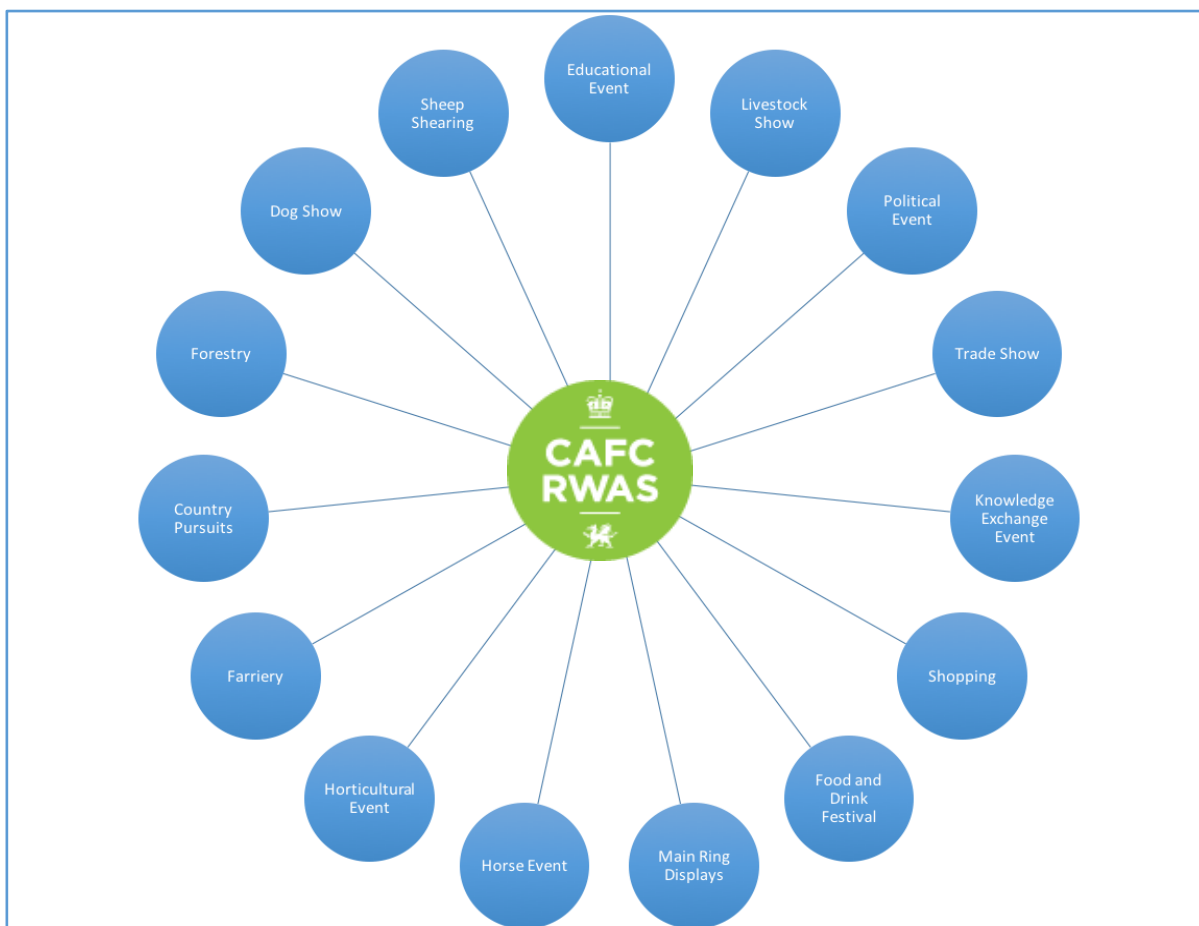 Educational
Event
Livestock
Show
Political
Event
Trade Show
Knowledge
Exchange
Event
Shopping
Food and
Drink
Festival
Main Ring
Displays
Horse Event
Horticultural
Event
Farriery
Country
Pursuits
Forestry
Dog Show
Sheep
Shearing
CAFC
RWAS